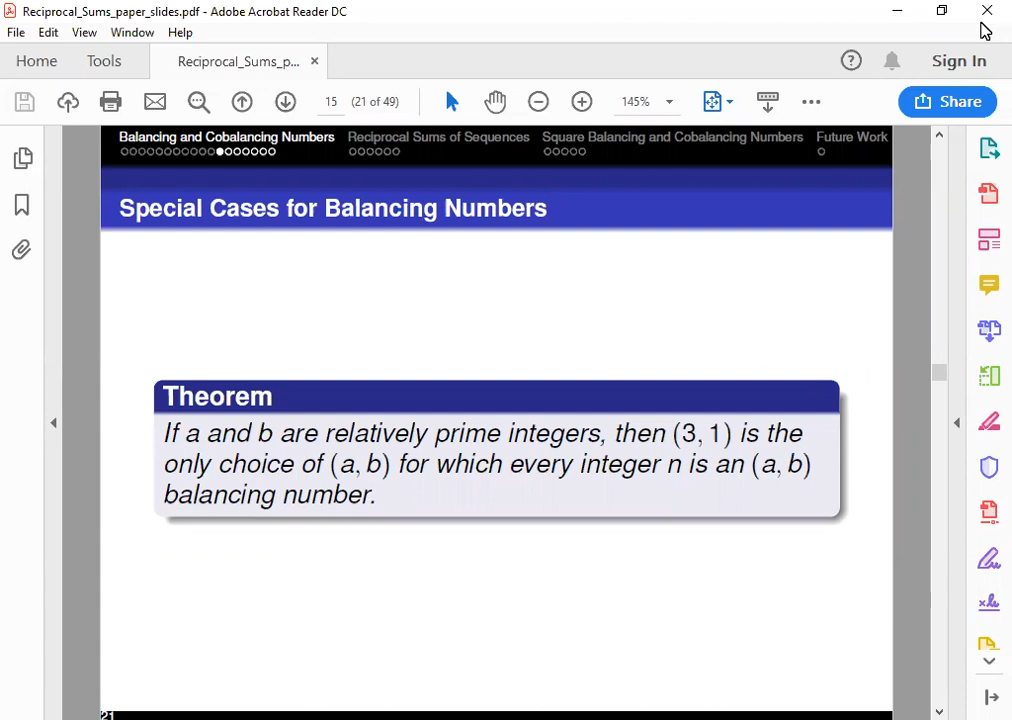 Reciprocal_Sums_paper_slides.pdf - Adobe Acrobat Reader DC
File Edit View Window Help
Home Tools Reciprocal_Sums_p... × ? Sign In
15 (21 of 49) 145% Share
Balancing and Cobalancing Numbers Reciprocal Sums of Sequences Square Balancing and Cobalancing Numbers Future Work
Special Cases for Balancing Numbers
Theorem
If a and b are relatively prime integers, then (3, 1) is the
only choice of (a, b) for which every integer n is an (a, b)
balancing number.
21